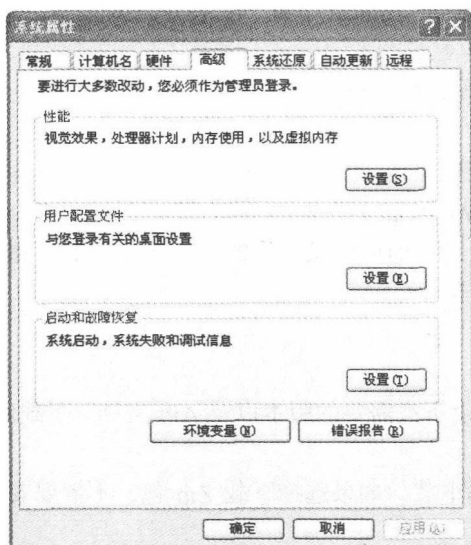 系统属性
常规 计算机名 硬件 高级 系统还原 自动更新 远程
要进行大多数改动，您必须作为管理员登录。
性能
视觉效果，处理器计划，内存使用，以及虚拟内存
设置(S)
用户配置文件
与您登录有关的桌面设置
设置(E)
启动和故障恢复
系统启动，系统失败和调试信息
设置(T)
环境变量(N) 错误报告(R)
确定 取消 应用(A)